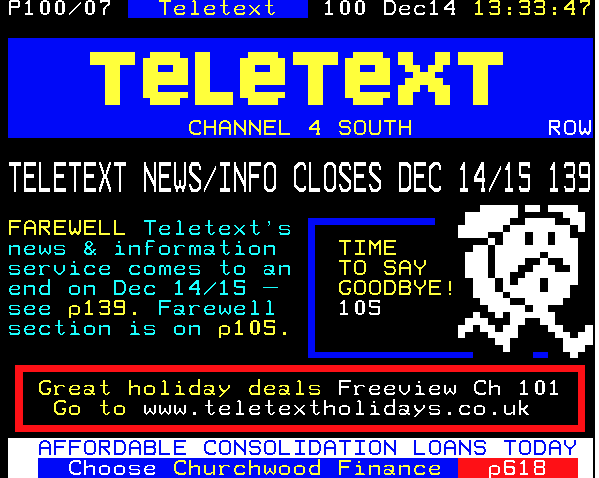 P100/07 Teletext 100 Dec14 13:33:47
TELETEXT
CHANNEL 4 SOUTH ROW
TELETEXT NEWS/INFO CLOSES DEC 14/15 139
FAREWELL Teletext's
news & information
service comes to an
end on Dec 14/15 –
see p139. Farewell
section is on p105.
TIME
TO SAY
GOODBYE!
105
Great holiday deals Freeview Ch 101
Go to www.teletextholidays.co.uk
AFFORDABLE CONSOLIDATION LOANS TODAY
Choose Churchwood Finance p618